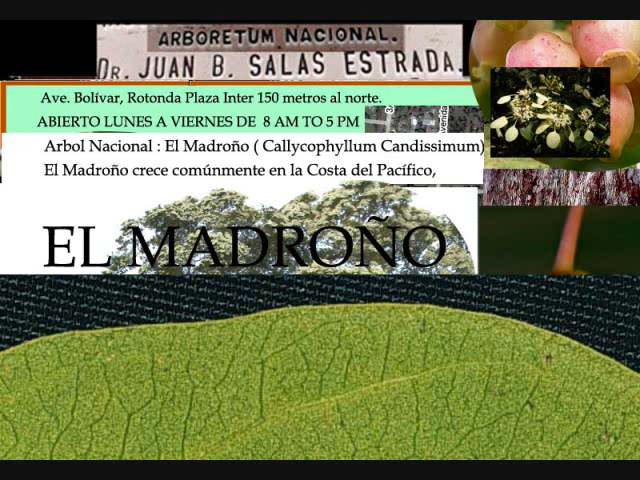 ARBORETUM NACIONAL.
DR. JUAN B. SALAS ESTRADA.
Ave. Bolívar, Rotonda Plaza Inter 150 metros al norte.
ABIERTO LUNES A VIERNES DE 8 AM TO 5 PM
Arbol Nacional : El Madroño ( Callycophyllum Candissimum)
El Madroño crece comúnmente en la Costa del Pacífico,
EL MADROÑO